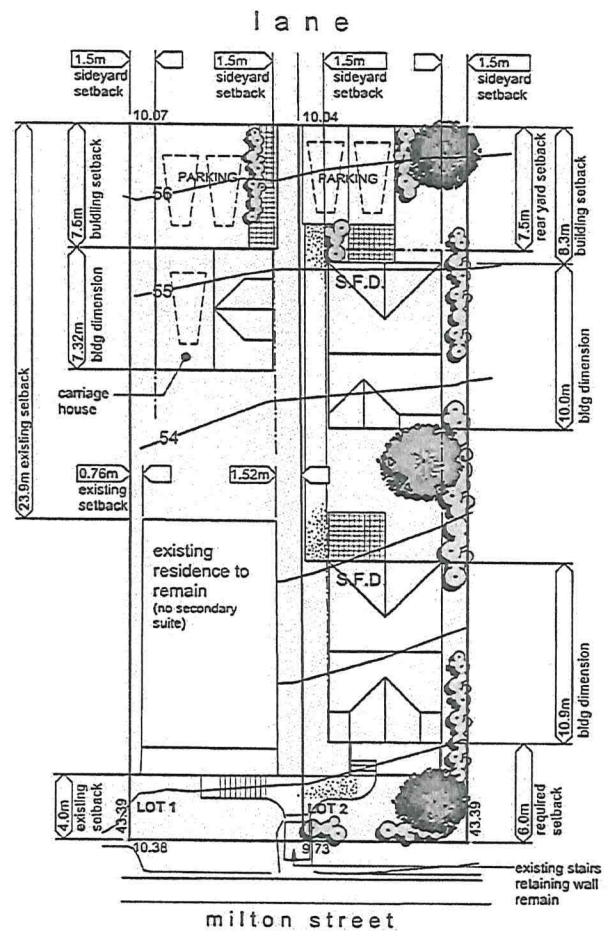 lane
1.5m
sideyard
setback
1.5m
sideyard
setback
1.5m
sideyard
setback
1.5m
sideyard
setback
10.07
10.04
PARKING
PARKING
56
7.5m
buidling setback
7.5m
rear yard setback
8.3m
building setback
55
S.F.D.
7.32m
bldg dimension
carriage
house
10.0m
bldg dimension
54
23.9m existing setback
0.76m
existing
setback
1.52m
existing
residence to
remain
(no secondary
suite)
S.F.D.
10.9m
bldg dimension
4.0m
existing
setback
43.39
LOT 1
LOT 2
43.39
6.0m
required
setback
10.38
9.73
existing stairs
retaining wall
remain
milton street